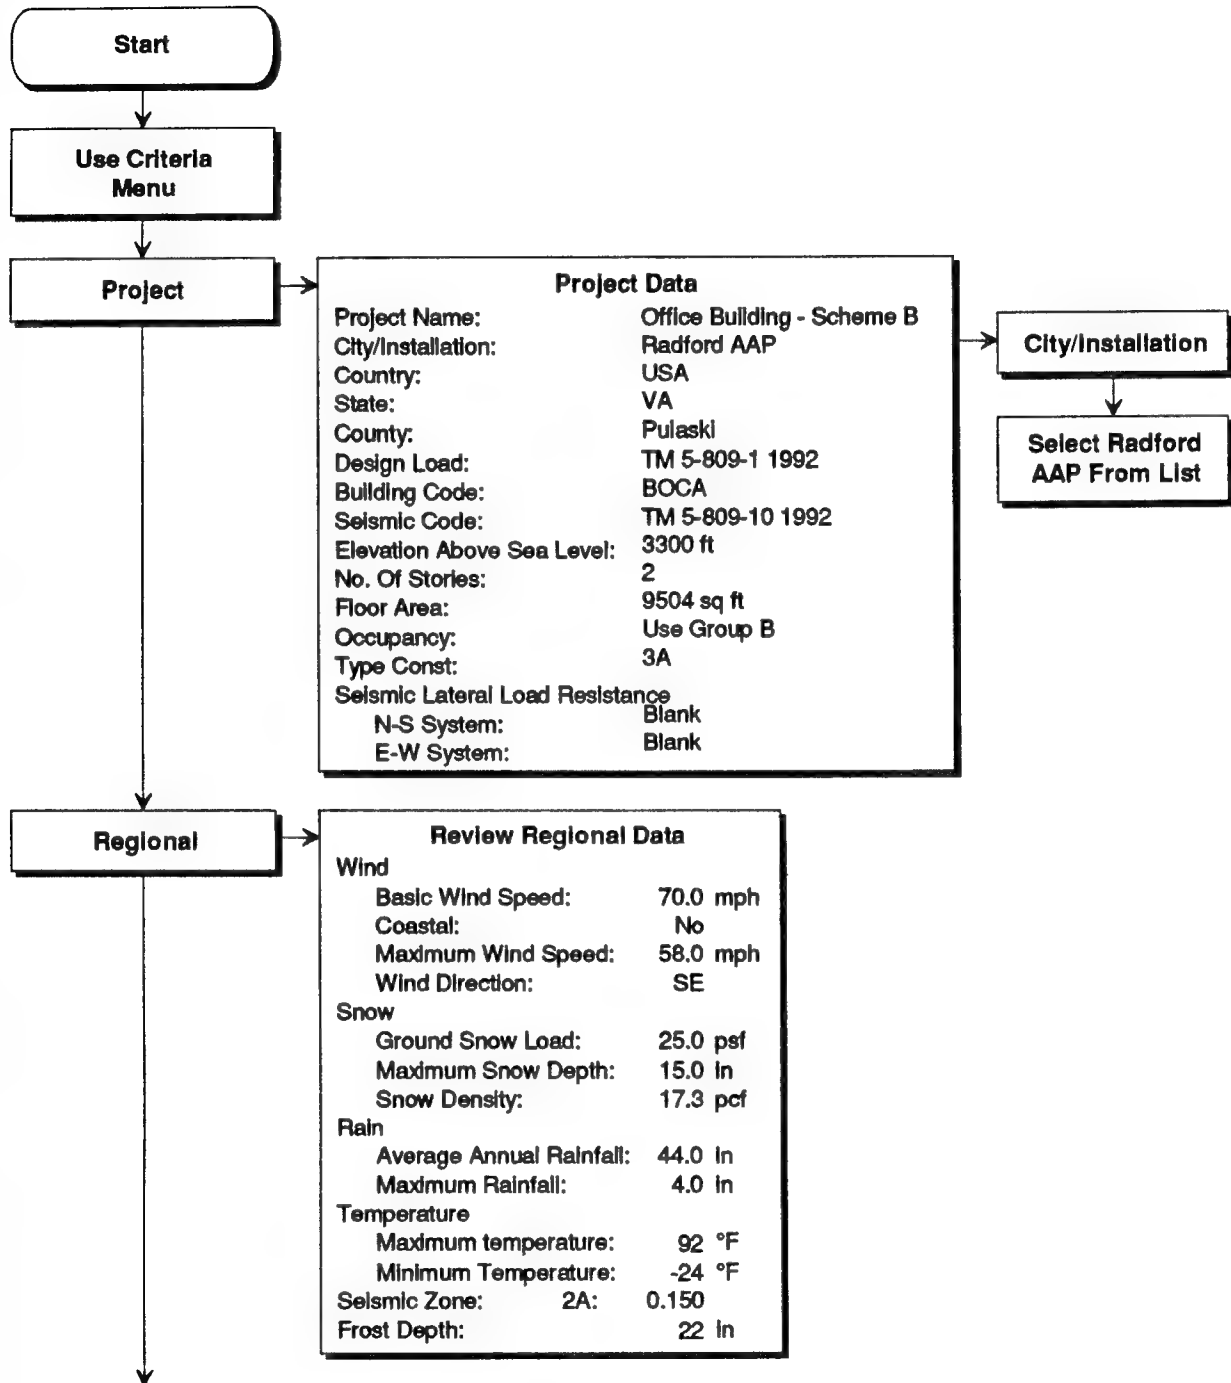 Start
Use Criteria
Menu
Project
Project Data
Project Name: Office Building - Scheme B
City/Installation: Radford AAP
Country: USA
State: VA
County: Pulaski
Design Load: TM 5-809-1 1992
Building Code: BOCA
Seismic Code: TM 5-809-10 1992
Elevation Above Sea Level: 3300 ft
No. Of Stories: 2
Floor Area: 9504 sq ft
Occupancy: Use Group B
Type Const: 3A
Seismic Lateral Load Resistance
N-S System: Blank
E-W System: Blank
City/Installation
Select Radford
AAP From List
Regional
Review Regional Data
Wind
Basic Wind Speed: 70.0 mph
Coastal: No
Maximum Wind Speed: 58.0 mph
Wind Direction: SE
Snow
Ground Snow Load: 25.0 psf
Maximum Snow Depth: 15.0 in
Snow Density: 17.3 pcf
Rain
Average Annual Rainfall: 44.0 in
Maximum Rainfall: 4.0 in
Temperature
Maximum temperature: 92 °F
Minimum Temperature: -24 °F
Seismic Zone: 2A: 0.150
Frost Depth: 22 in